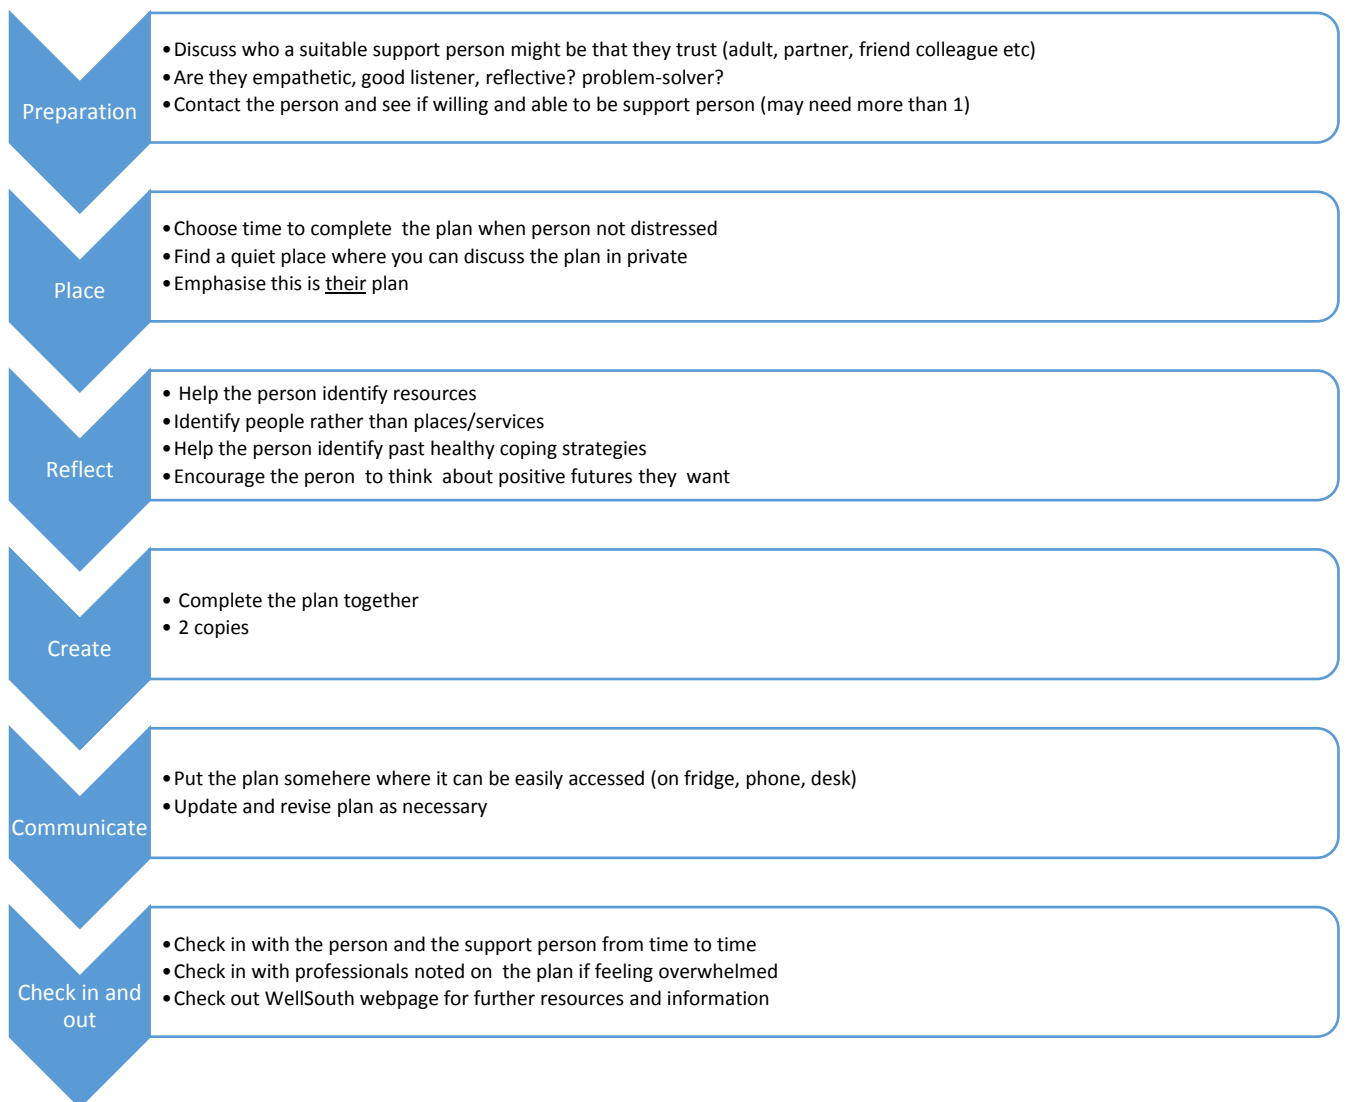 Preparation
•Discuss who a suitable support person might be that they trust (adult, partner, friend colleague etc)
•Are they empathetic, good listener, reflective? problem-solver?
•Contact the person and see if willing and able to be support person (may need more than 1)
Place
•Choose time to complete  the plan when person not distressed
•Find a quiet place where you can discuss the plan in private
•Emphasise this is their plan
Reflect
• Help the person identify resources
•Identify people rather than places/services
•Help the person identify past healthy coping strategies
•Encourage the peron  to think  about positive futures they  want
Create
• Complete the plan together
• 2 copies
Communicate
•Put the plan somehere where it can be easily accessed (on fridge, phone, desk)
•Update and revise plan as necessary
Check in and
out
•Check in with the person and the support person from time to time
•Check in with professionals noted on  the plan if feeling overwhelmed
•Check out WellSouth webpage for further resources and information